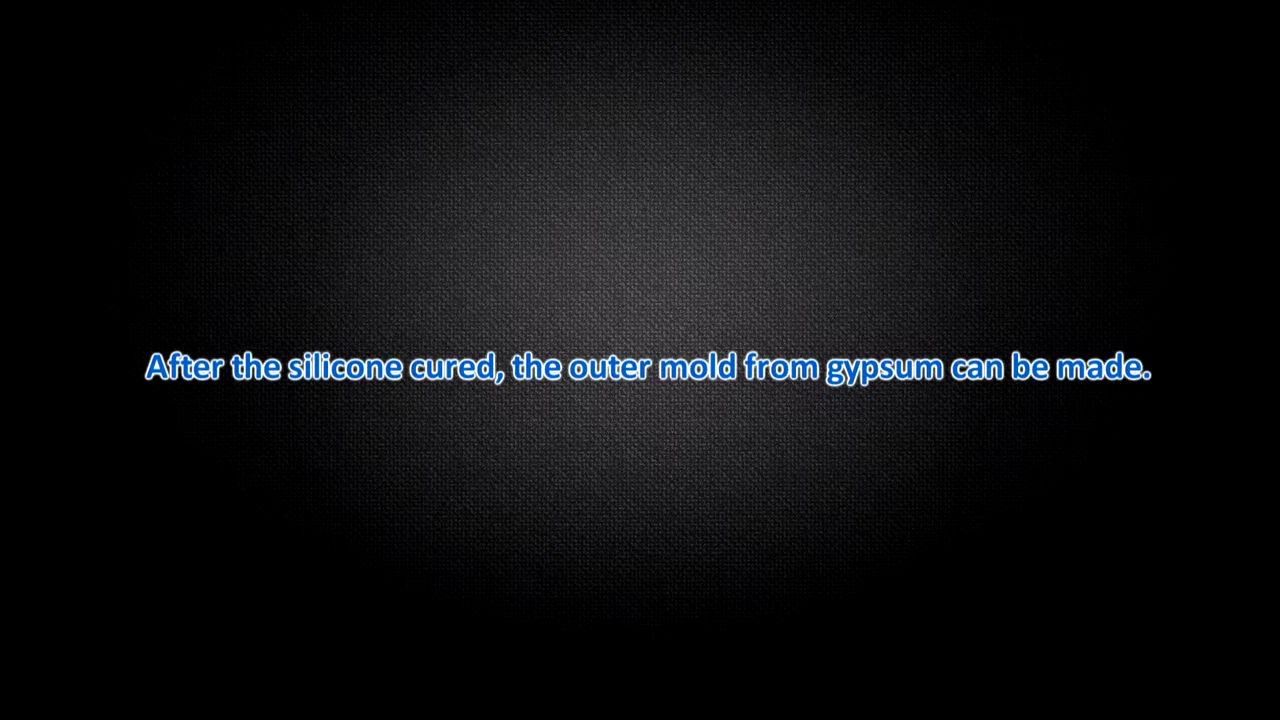 After the silicone cured, the outer mold from gypsum can be made.